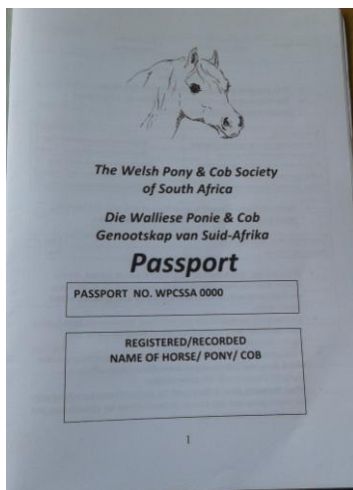 The Welsh Pony & Cob Society
of South Africa
Die Walliese Ponie & Cob
Genootskap van Suid-Afrika
Passport
PASSPORT  NO. WPCSSA 0000
REGISTERED/RECORDED
NAME OF HORSE/ PONY/ COB
1